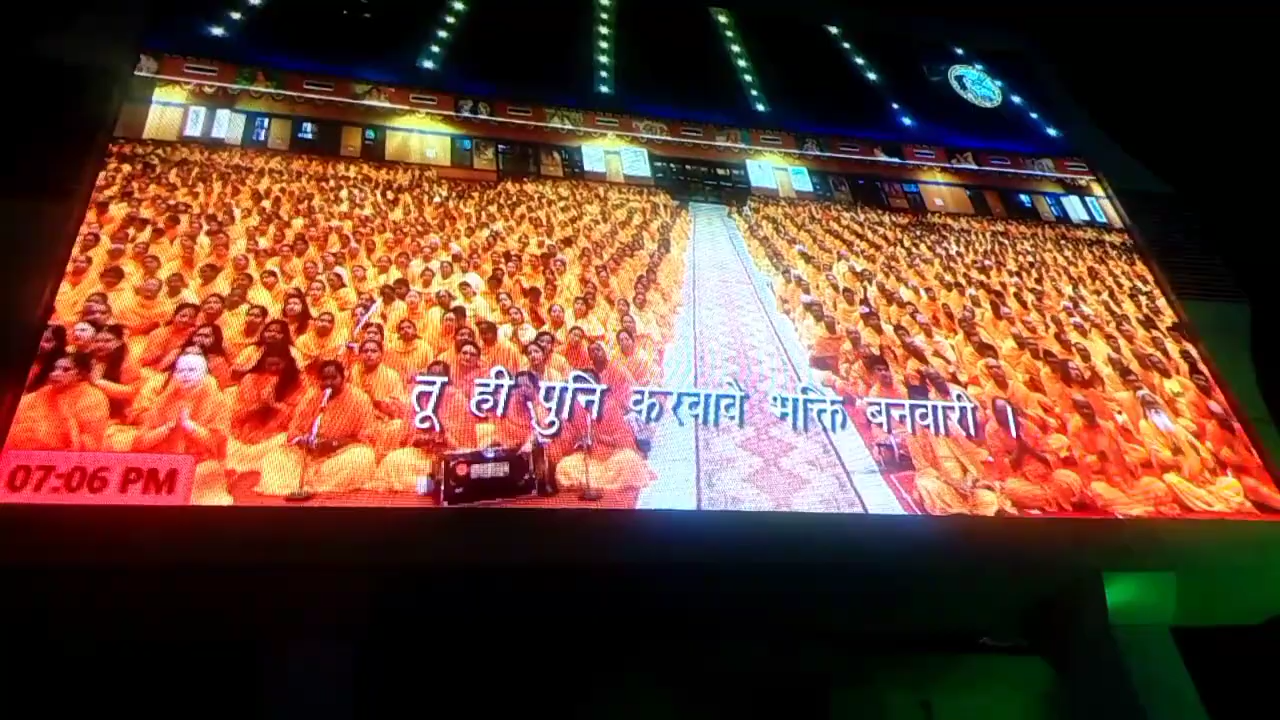 तू ही पुनि करवावे भक्ति बनवारी ।
07:06 PM